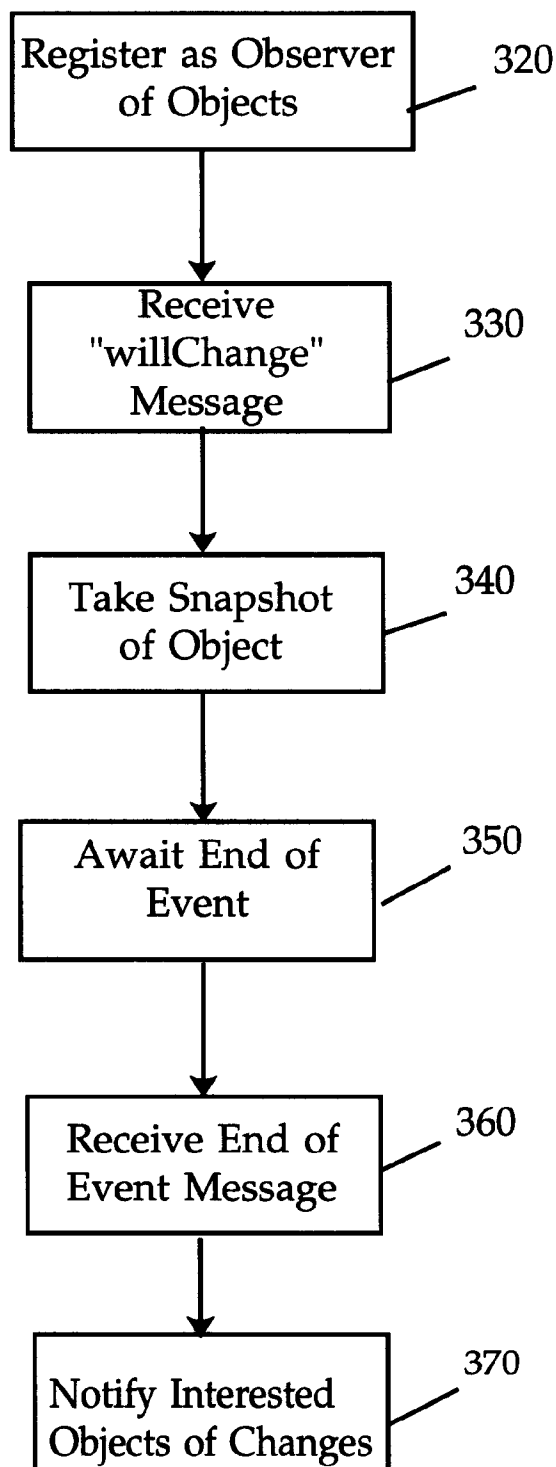 Register as Observer
of Objects
320
Receive
"willChange"
Message
330
Take Snapshot
of Object
340
Await End of
Event
350
Receive End of
Event Message
360
Notify Interested
Objects of Changes
370